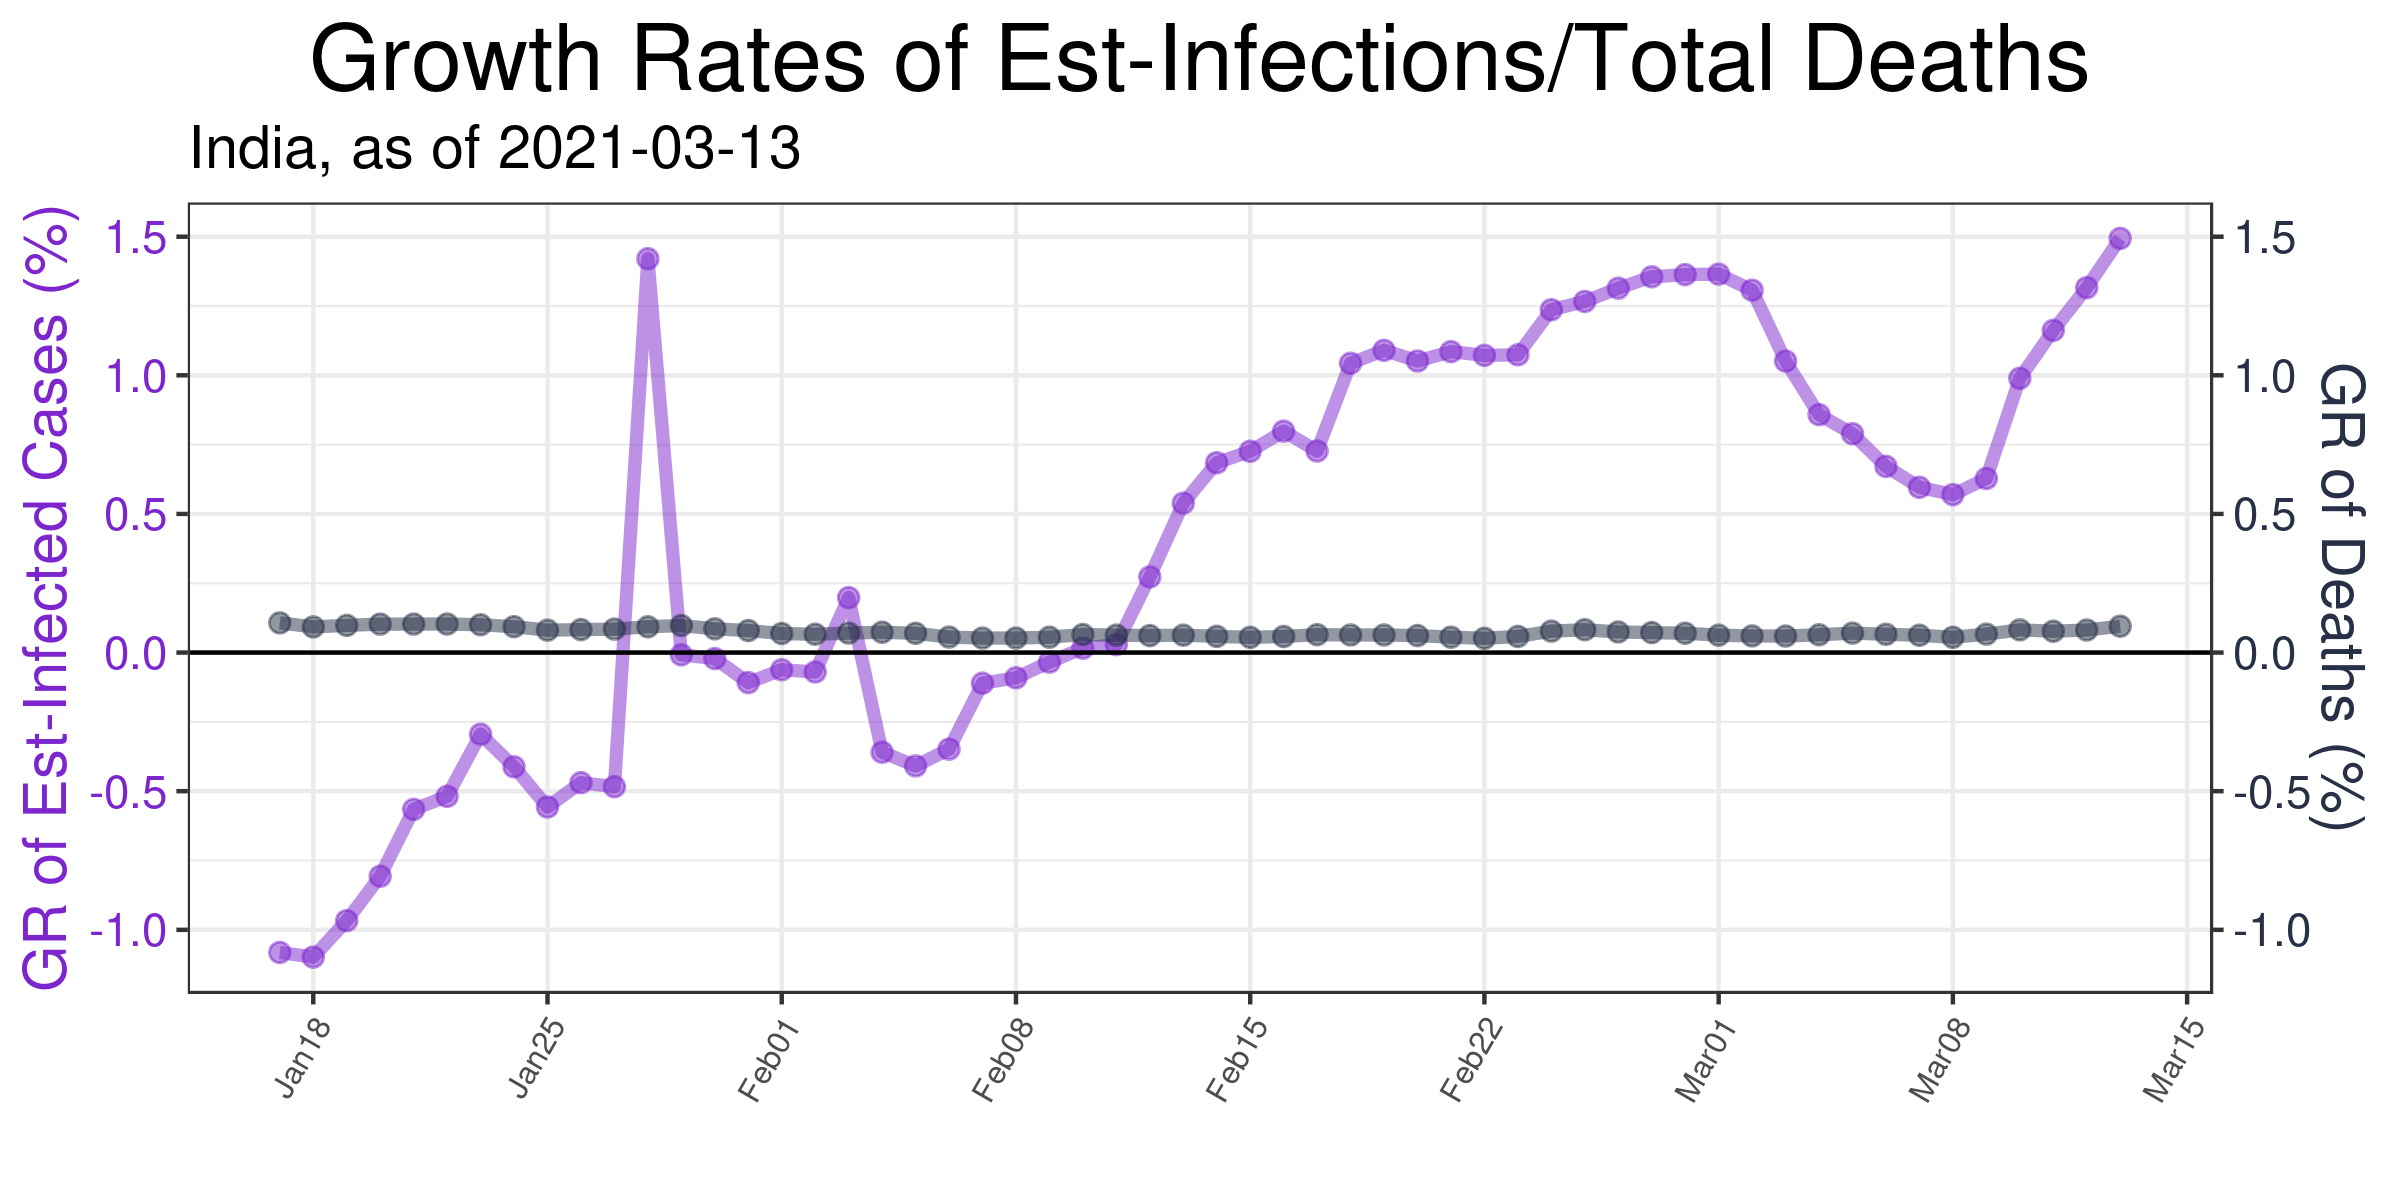 Growth Rates of Est-Infections/Total Deaths
India, as of 2021-03-13
GR of Est-Infected Cases (%)
1.5
1.0
0.5
0.0
-0.5
-1.0
1.5
1.0
0.5
0.0
-0.5
-1.0
GR of Deaths (%)
Jan18
Jan25
Feb01
Feb08
Feb15
Feb22
Mar01
Mar08
Mar15